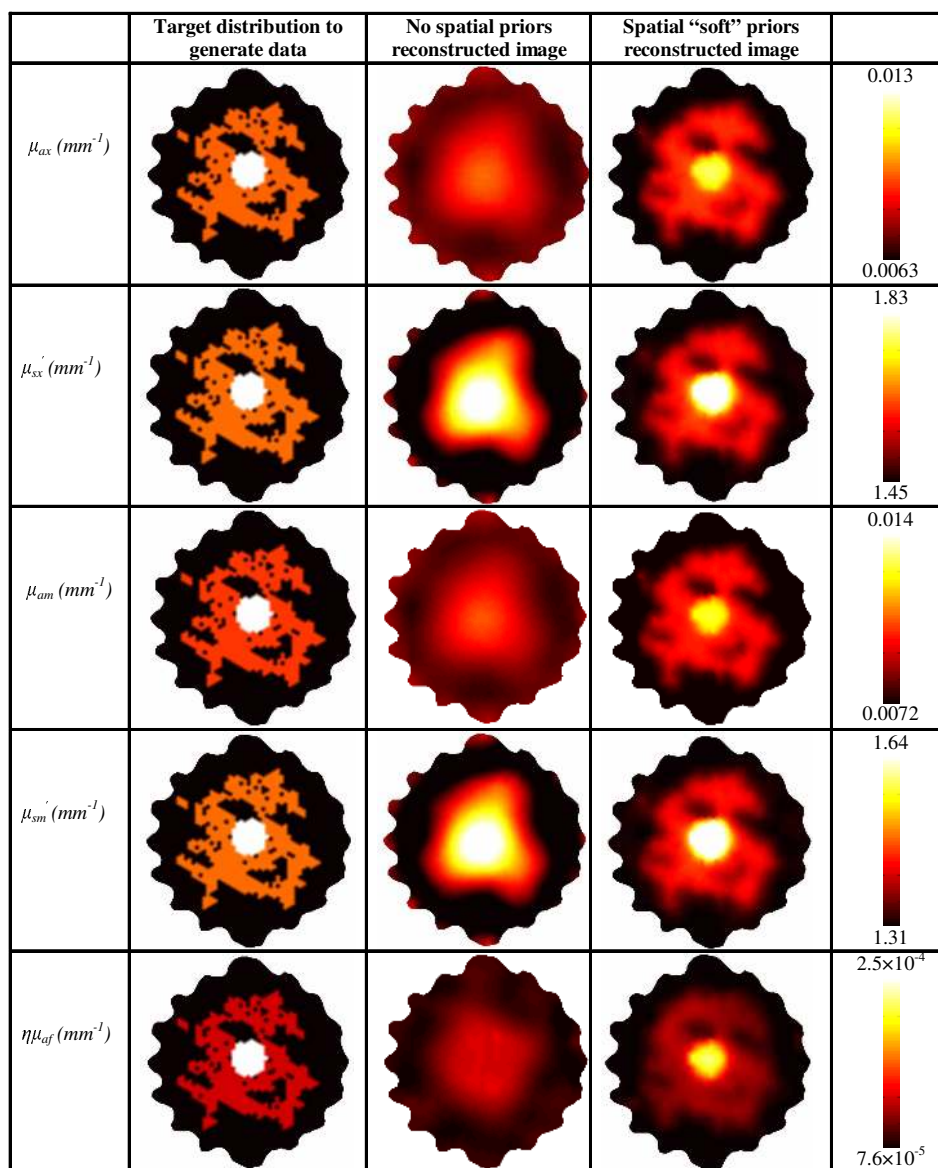 Target distribution to
generate data
No spatial priors
reconstructed image
Spatial “soft” priors
reconstructed image
μax (mm-1)
0.013
0.0063
μsx' (mm-1)
1.83
1.45
μam (mm-1)
0.014
0.0072
μsm' (mm-1)
1.64
1.31
ημaf (mm-1)
2.5×10-4
7.6×10-5